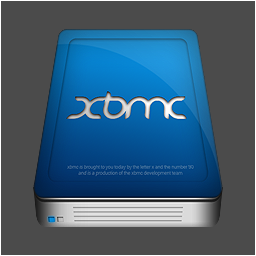 xbmc
xbmc is brought to you today by the letter x and the number 90
and is a production of the xbmc development team